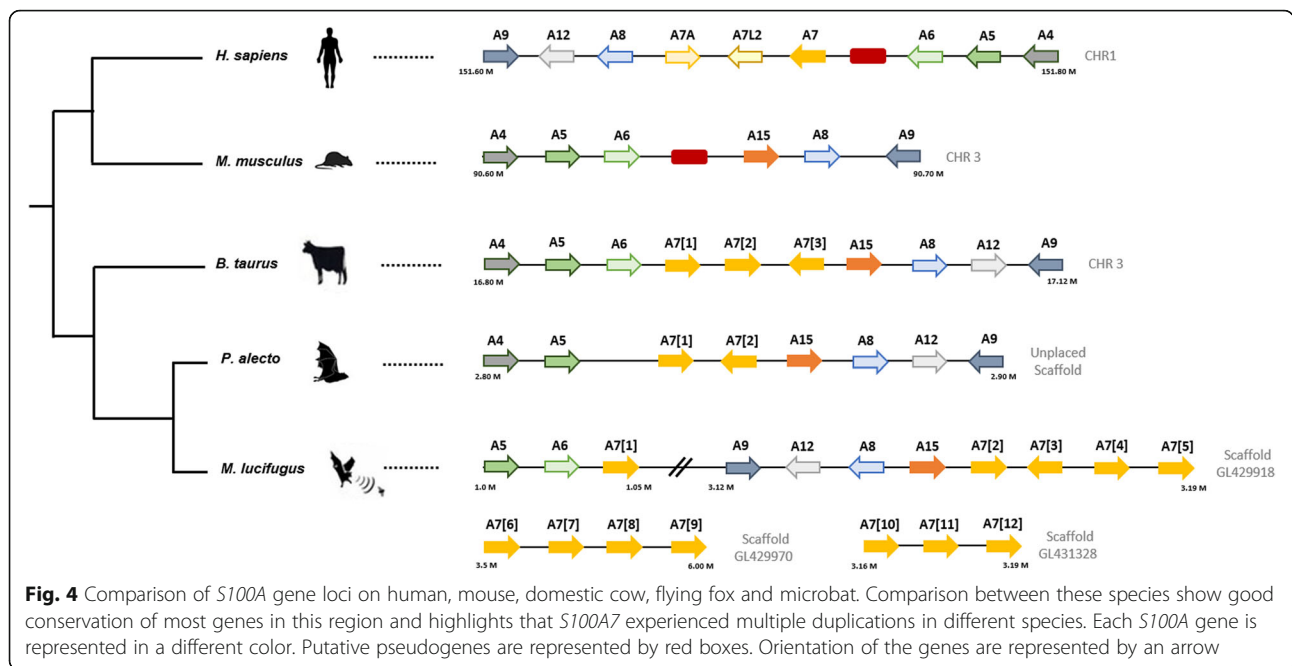 A9 A12 A8 A7A A7L2 A7 A6 A5 A4
H. sapiens
CHR1
151.60 M 151.80 M
A4 A5 A6 A15 A8 A9
M. musculus
CHR 3
90.60 M 90.70 M
A4 A5 A6 A7[1] A7[2] A7[3] A15 A8 A12 A9
B. taurus
CHR 3
16.80 M 17.12 M
A4 A5 A7[1] A7[2] A15 A8 A12 A9
P. alecto
Unplaced
Scaffold
2.80 M 2.90 M
A5 A6 A7[1] A9 A12 A8 A15 A7[2] A7[3] A7[4] A7[5]
M. lucifugus
Scaffold
GL429918
1.0 M 1.05 M 3.12 M 3.19 M
A7[6] A7[7] A7[8] A7[9]
Scaffold
GL429970
3.5 M 6.00 M
A7[10] A7[11] A7[12]
Scaffold
GL431328
3.16 M 3.19 M
Fig. 4 Comparison of S100A gene loci on human, mouse, domestic cow, flying fox and microbat. Comparison between these species show good
conservation of most genes in this region and highlights that S100A7 experienced multiple duplications in different species. Each S100A gene is
represented in a different color. Putative pseudogenes are represented by red boxes. Orientation of the genes are represented by an arrow